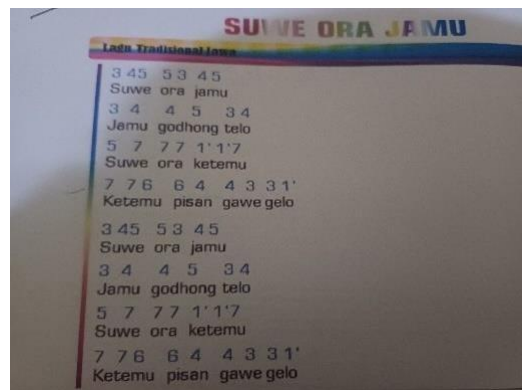 SUWE ORA JAMU
Lagu Tradisional Jawa
3 45 5 3 4 5
Suwe ora jamu
3 4 4 5 3 4
Jamu godhong telo
5 7 7 7 1' 1'7
Suwe ora ketemu
7 7 6 6 4 4 3 3 1'
Ketemu pisan gawe gelo
3 45 5 3 4 5
Suwe ora jamu
3 4 4 5 3 4
Jamu godhong telo
5 7 7 7 1' 1'7
Suwe ora ketemu
7 7 6 6 4 4 3 3 1'
Ketemu pisan gawe gelo